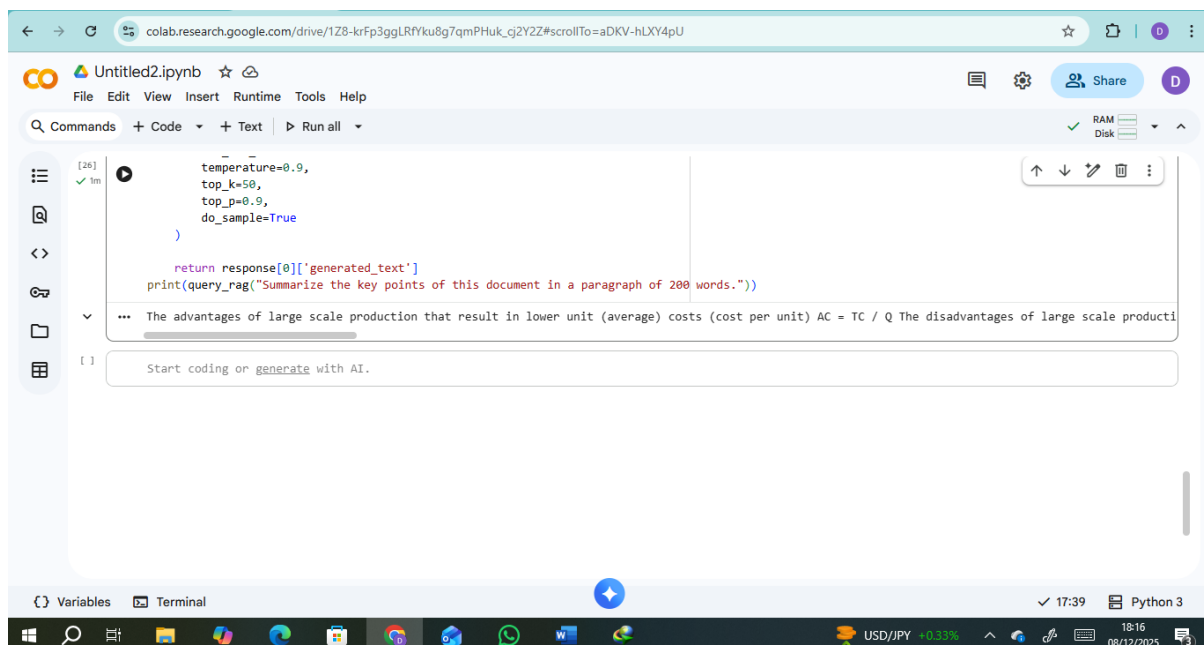 colab.research.google.com/drive/1Z8-krFp3ggLRfYku8g7qmPHuk_cj2Y2Z#scrollTo=aDKV-hLXY4pU
D
CO
Untitled2.ipynb
File Edit View Insert Runtime Tools Help
Share
D
Commands + Code + Text Run all
RAM
Disk
[26]
1m
temperature=0.9,
top_k=50,
top_p=0.9,
do_sample=True
)
return response[0]['generated_text']
print(query_rag("Summarize the key points of this document in a paragraph of 200 words."))
... The advantages of large scale production that result in lower unit (average) costs (cost per unit) AC = TC / Q The disadvantages of large scale producti
[ ]
Start coding or generate with AI.
{} Variables Terminal
17:39 Python 3
USD/JPY +0.33%
18:16
08/12/2025